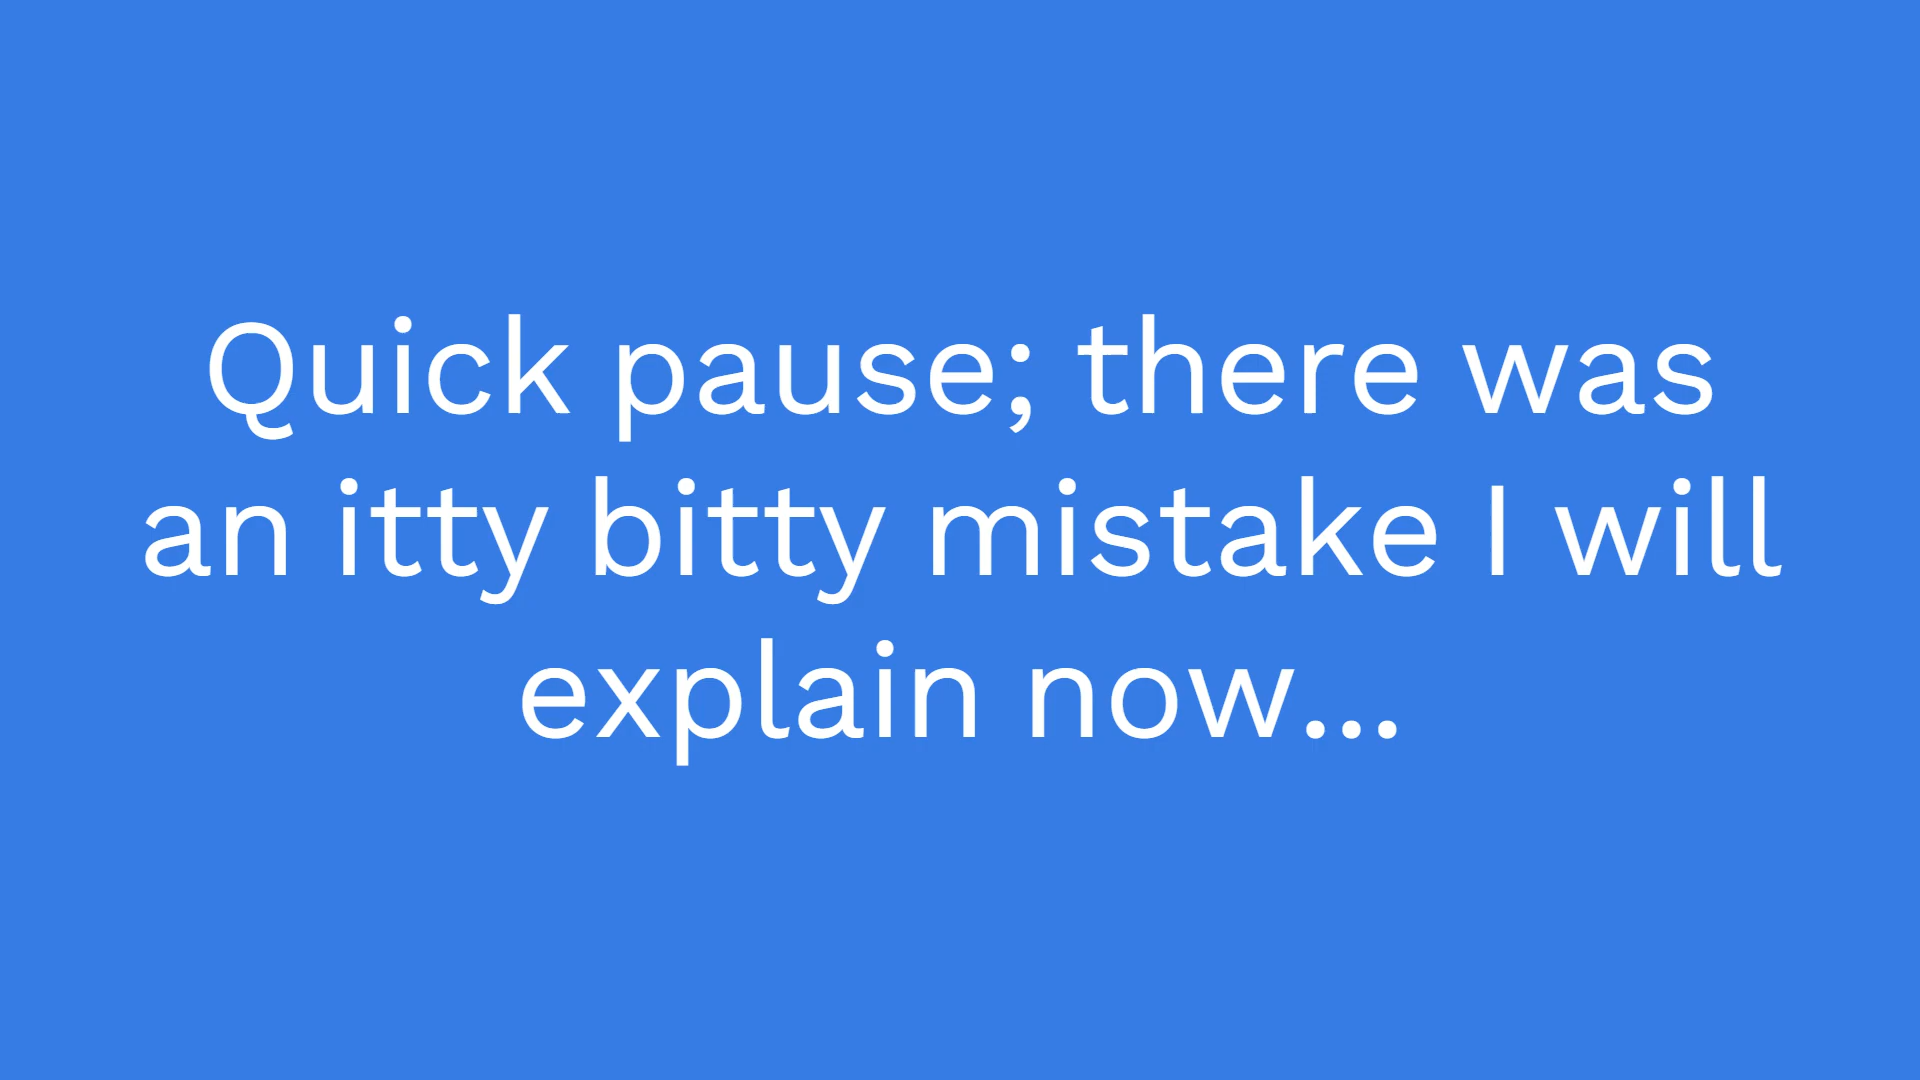 Quick pause; there was
an itty bitty mistake I will
explain now...